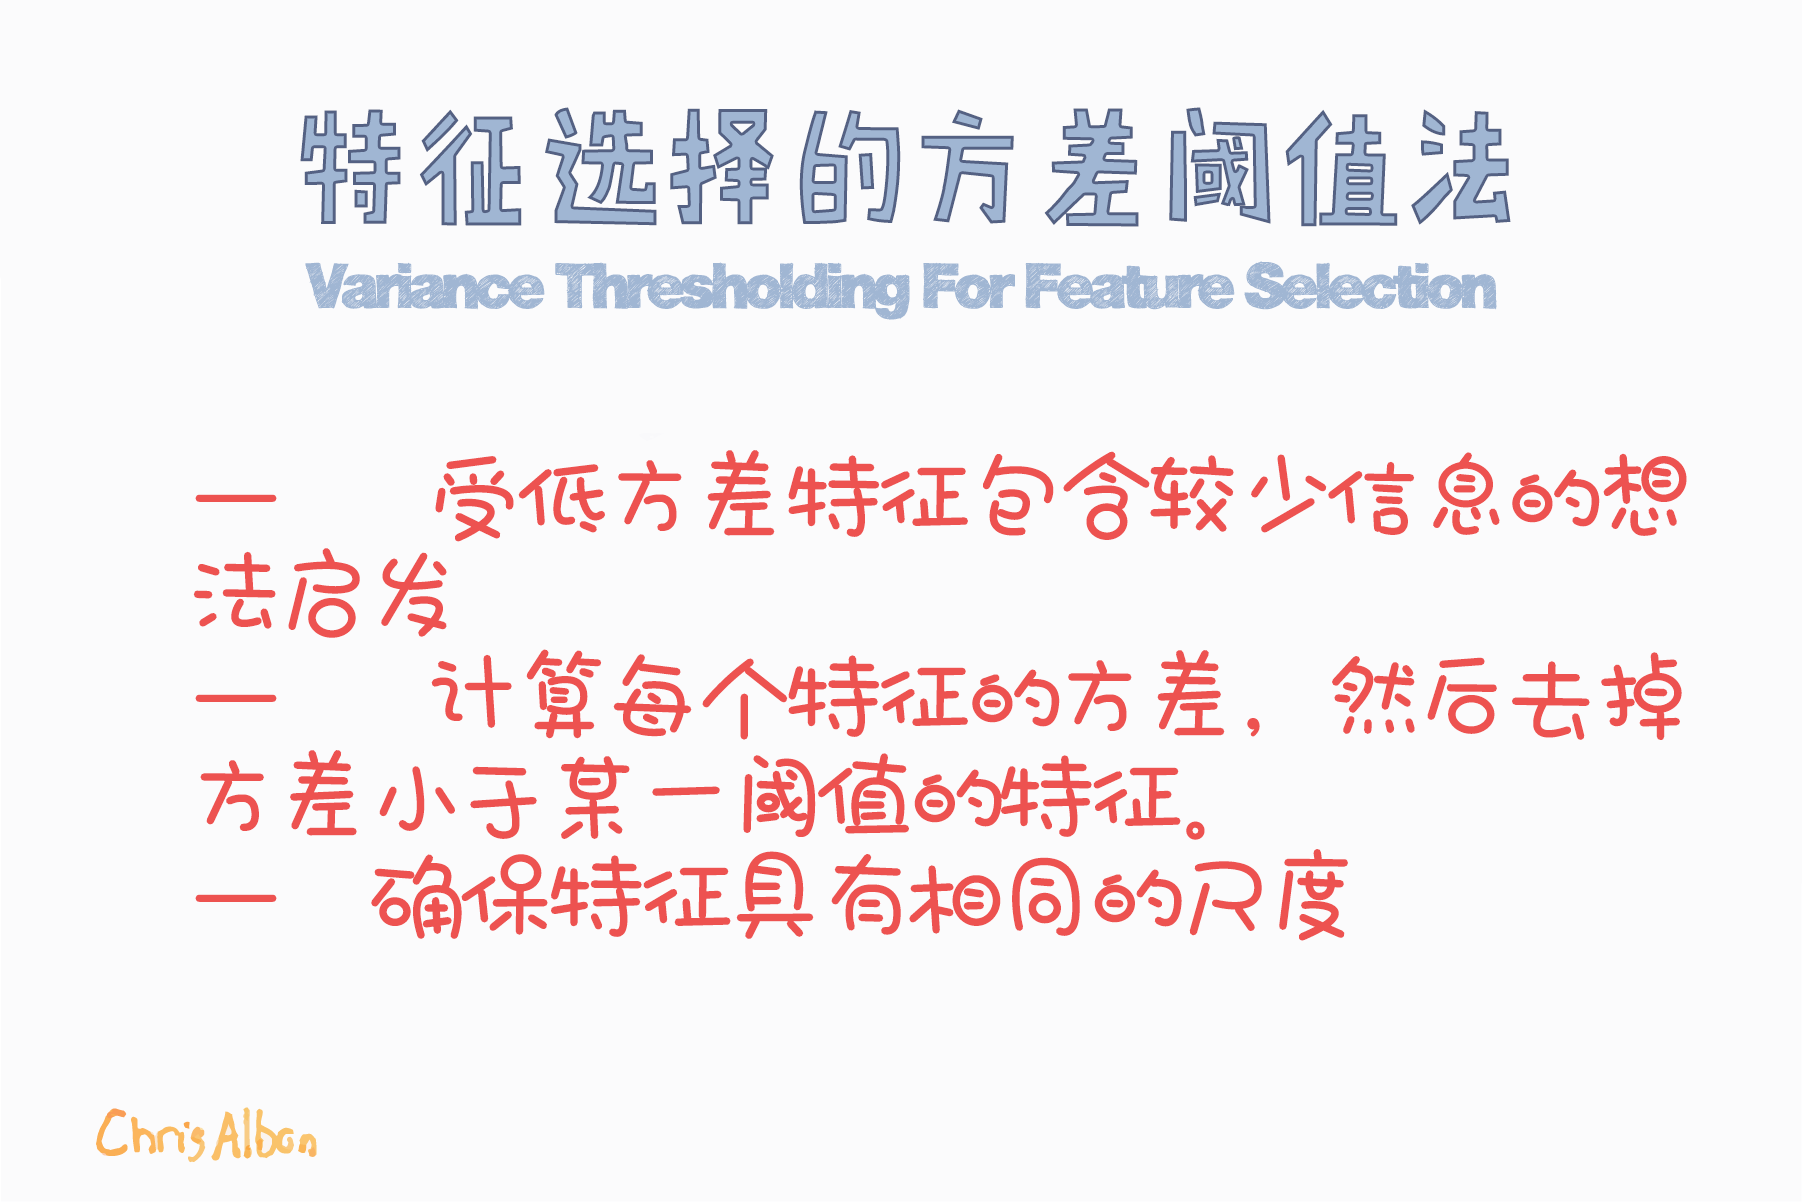 特征选择的方差阈值法
Variance Thresholding For Feature Selection
— 受低方差特征包含较少信息的想
法启发
— 计算每个特征的方差，然后去掉
方差小于某一阈值的特征。
— 确保特征具有相同的尺度
Chris Albon